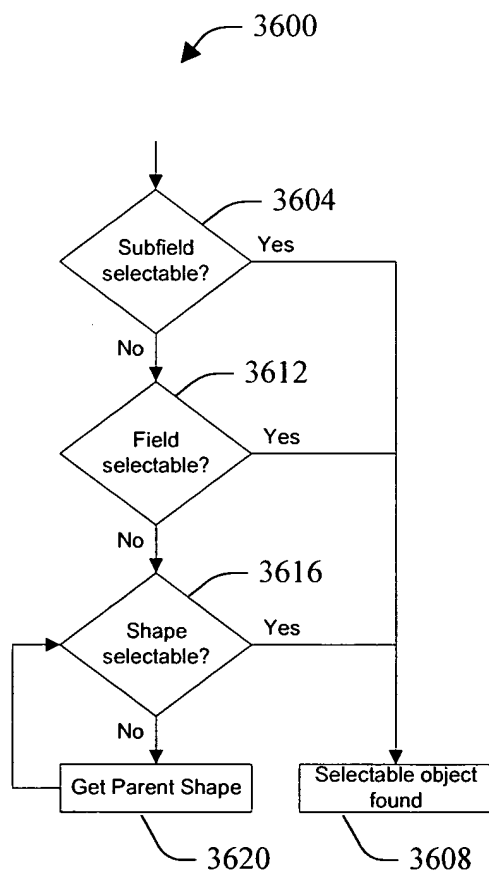 3600
3604
Subfield
selectable?
Yes
No
3612
Field
selectable?
Yes
No
3616
Shape
selectable?
Yes
No
Get Parent Shape
Selectable object
found
3620
3608